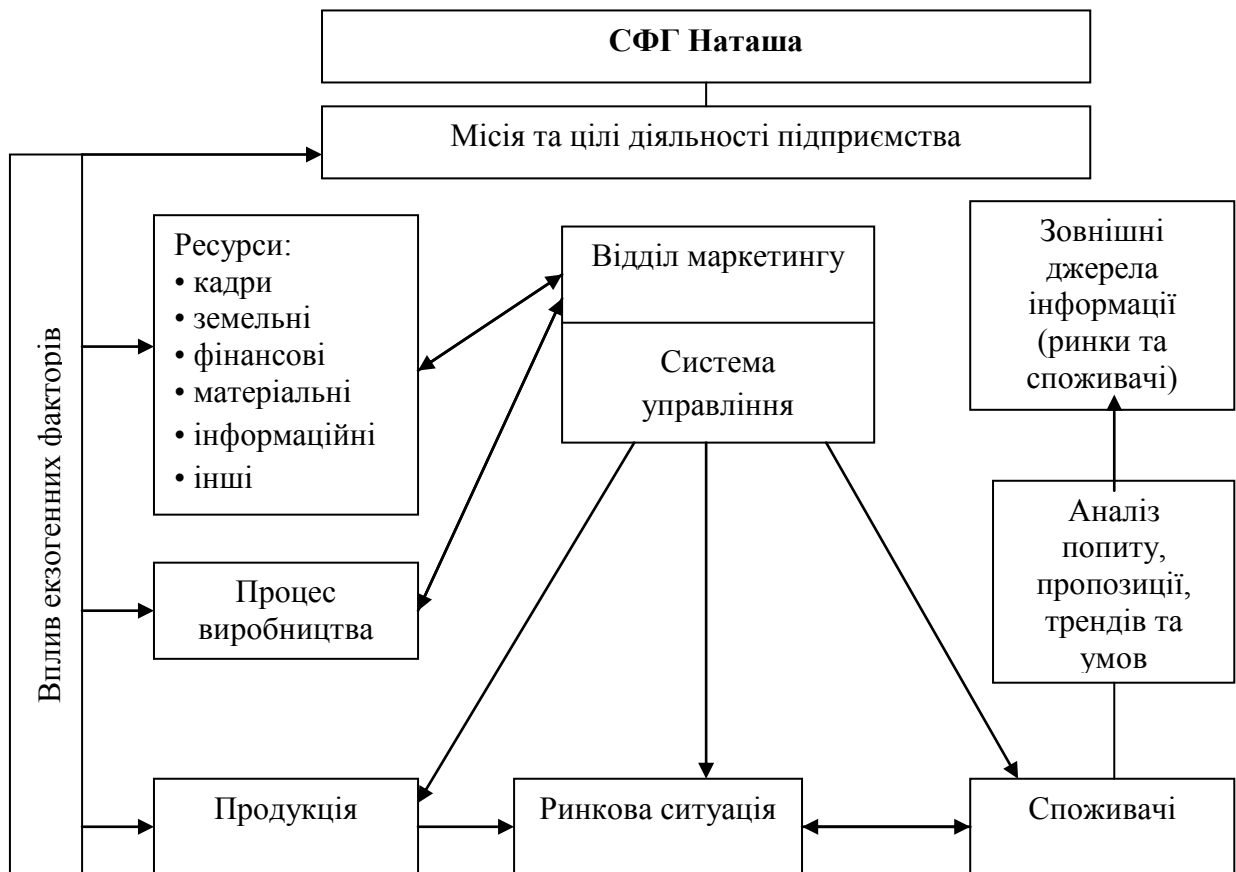 СФГ Наташа
Місія та цілі діяльності підприємства
Вплив екзогенних факторів
Ресурси:
• кадри
• земельні
• фінансові
• матеріальні
• інформаційні
• інші
Відділ маркетингу
Система
управління
Зовнішні
джерела
інформації
(ринки та
споживачі)
Процес
виробництва
Аналіз
попиту,
пропозиції,
трендів та
умов
Продукція
Ринкова ситуація
Споживачі